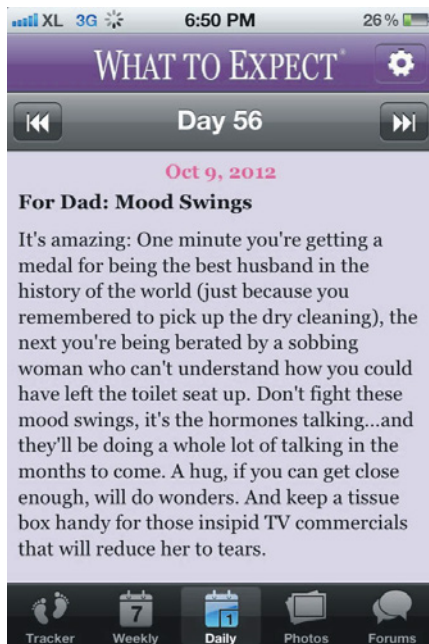 XL 3G 6:50 PM 26%
WHAT TO EXPECT®
Day 56
Oct 9, 2012
For Dad: Mood Swings
It's amazing: One minute you're getting a
medal for being the best husband in the
history of the world (just because you
remembered to pick up the dry cleaning), the
next you're being berated by a sobbing
woman who can't understand how you could
have left the toilet seat up. Don't fight these
mood swings, it's the hormones talking...and
they'll be doing a whole lot of talking in the
months to come. A hug, if you can get close
enough, will do wonders. And keep a tissue
box handy for those insipid TV commercials
that will reduce her to tears.
7 1
Tracker Weekly Daily Photos Forums